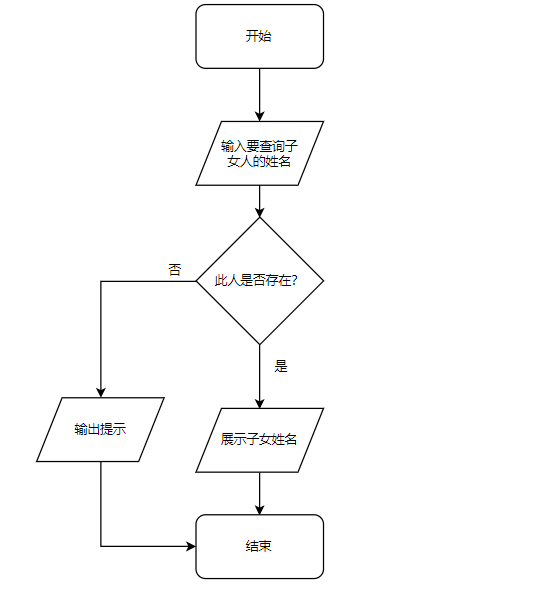 开始
输入要查询子
女人的姓名
此人是否存在?
否
是
输出提示
展示子女姓名
结束